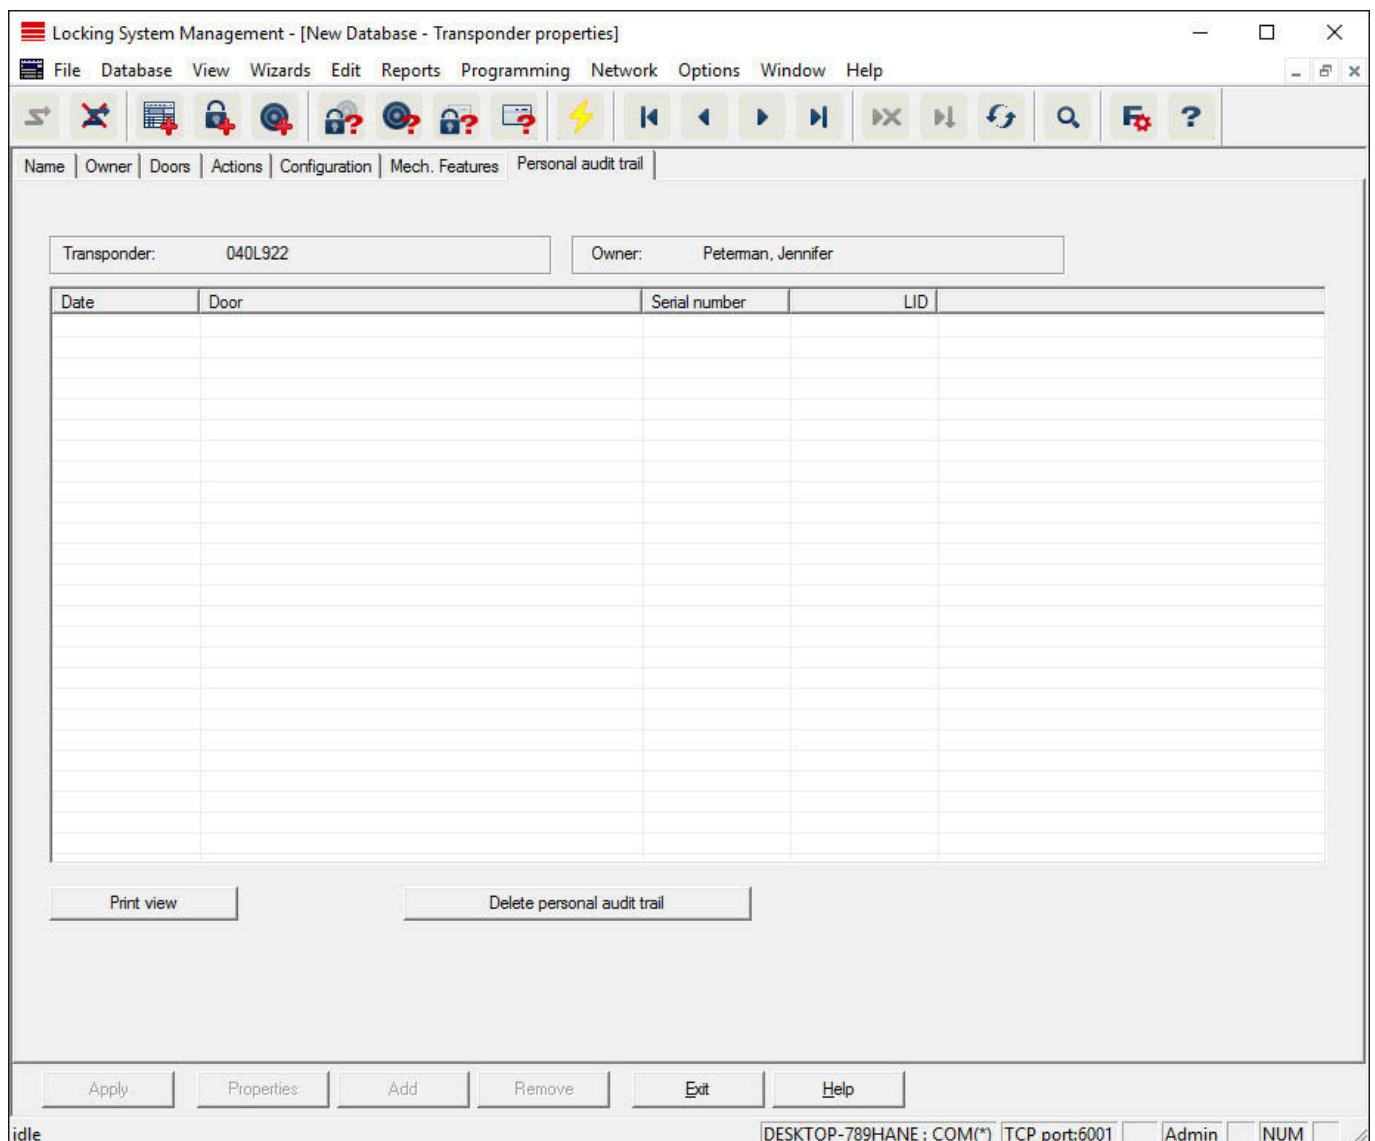 Locking System Management - [New Database - Transponder properties]
File Database View Wizards Edit Reports Programming Network Options Window Help
Name Owner Doors Actions Configuration Mech. Features Personal audit trail
Transponder: 040L922 Owner: Peterman, Jennifer
Date Door Serial number LID
Print view Delete personal audit trail
Apply Properties Add Remove Exit Help
idle DESKTOP-789HANE : COM(*) TCP port:6001 Admin NUM